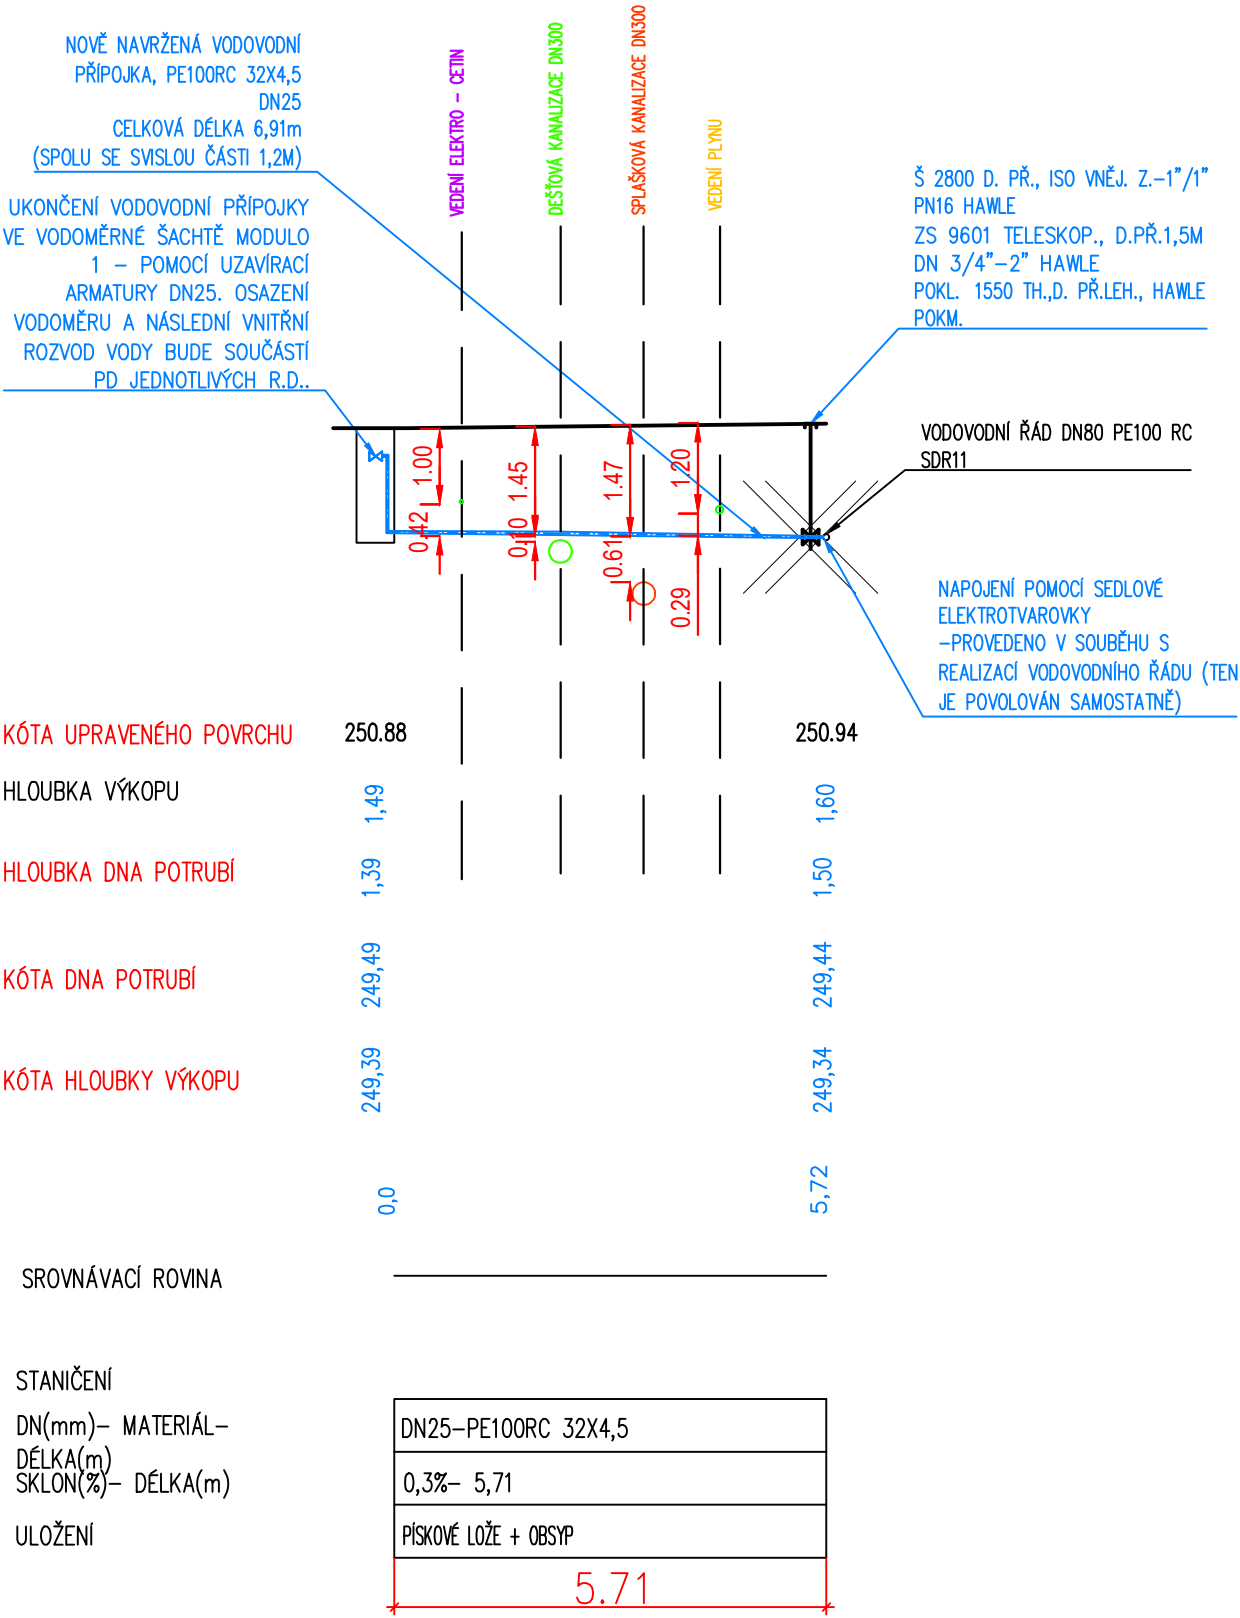 NOVĚ NAVRŽENÁ VODOVODNÍ
PŘÍPOJKA, PE100RC 32X4,5
DN25
CELKOVÁ DÉLKA 6,91m
(SPOLU SE SVISLOU ČÁSTI 1,2M)
UKONČENÍ VODOVODNÍ PŘÍPOJKY
VE VODOMĚRNÉ ŠACHTĚ MODULO
1 – POMOCÍ UZAVÍRACÍ
ARMATURY DN25. OSAZENÍ
VODOMĚRU A NÁSLEDNÍ VNITŘNÍ
ROZVOD VODY BUDE SOUČÁSTÍ
PD JEDNOTLIVÝCH R.D..
VEDENÍ ELEKTRO - CETIN
DEŠŤOVÁ KANALIZACE DN300
SPLAŠKOVÁ KANALIZACE DN300
VEDENÍ PLYNU
Š 2800 D. PŘ., ISO VNĚJ. Z.-1"/1"
PN16 HAWLE
ZS 9601 TELESKOP., D.PŘ.1,5M
DN 3/4"-2" HAWLE
POKL. 1550 TH.,D. PŘ.LEH., HAWLE
POKM.
VODOVODNÍ ŘÁD DN80 PE100 RC
SDR11
1.00
0.42
1.45
0.10
1.47
0.61
1.20
0.29
NAPOJENÍ POMOCÍ SEDLOVÉ
ELEKTROTVAROVKY
-PROVEDENO V SOUBĚHU S
REALIZACÍ VODOVODNÍHO ŘÁDU (TEN
JE POVOLOVÁN SAMOSTATNĚ)
KÓTA UPRAVENÉHO POVRCHU 250.88 250.94
HLOUBKA VÝKOPU 1,49 1,60
HLOUBKA DNA POTRUBÍ 1,39 1,50
KÓTA DNA POTRUBÍ 249,49 249,44
KÓTA HLOUBKY VÝKOPU 249,39 249,34
0,0 5,72
SROVNÁVACÍ ROVINA
STANIČENÍ
DN(mm)– MATERIÁL–
DÉLKA(m)
DN25–PE100RC 32X4,5
SKLON(%)– DÉLKA(m)
0,3%– 5,71
ULOŽENÍ
PÍSKOVÉ LOŽE + OBSYP
5.71